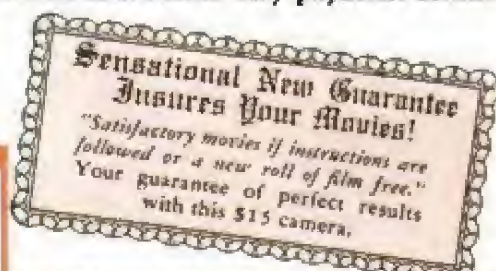 Sensational New Guarantee
Insures Your Movies!
"Satisfactory movies if instructions are
followed or a new roll of film free."
Your guarantee of perfect results
with this $15 camera.